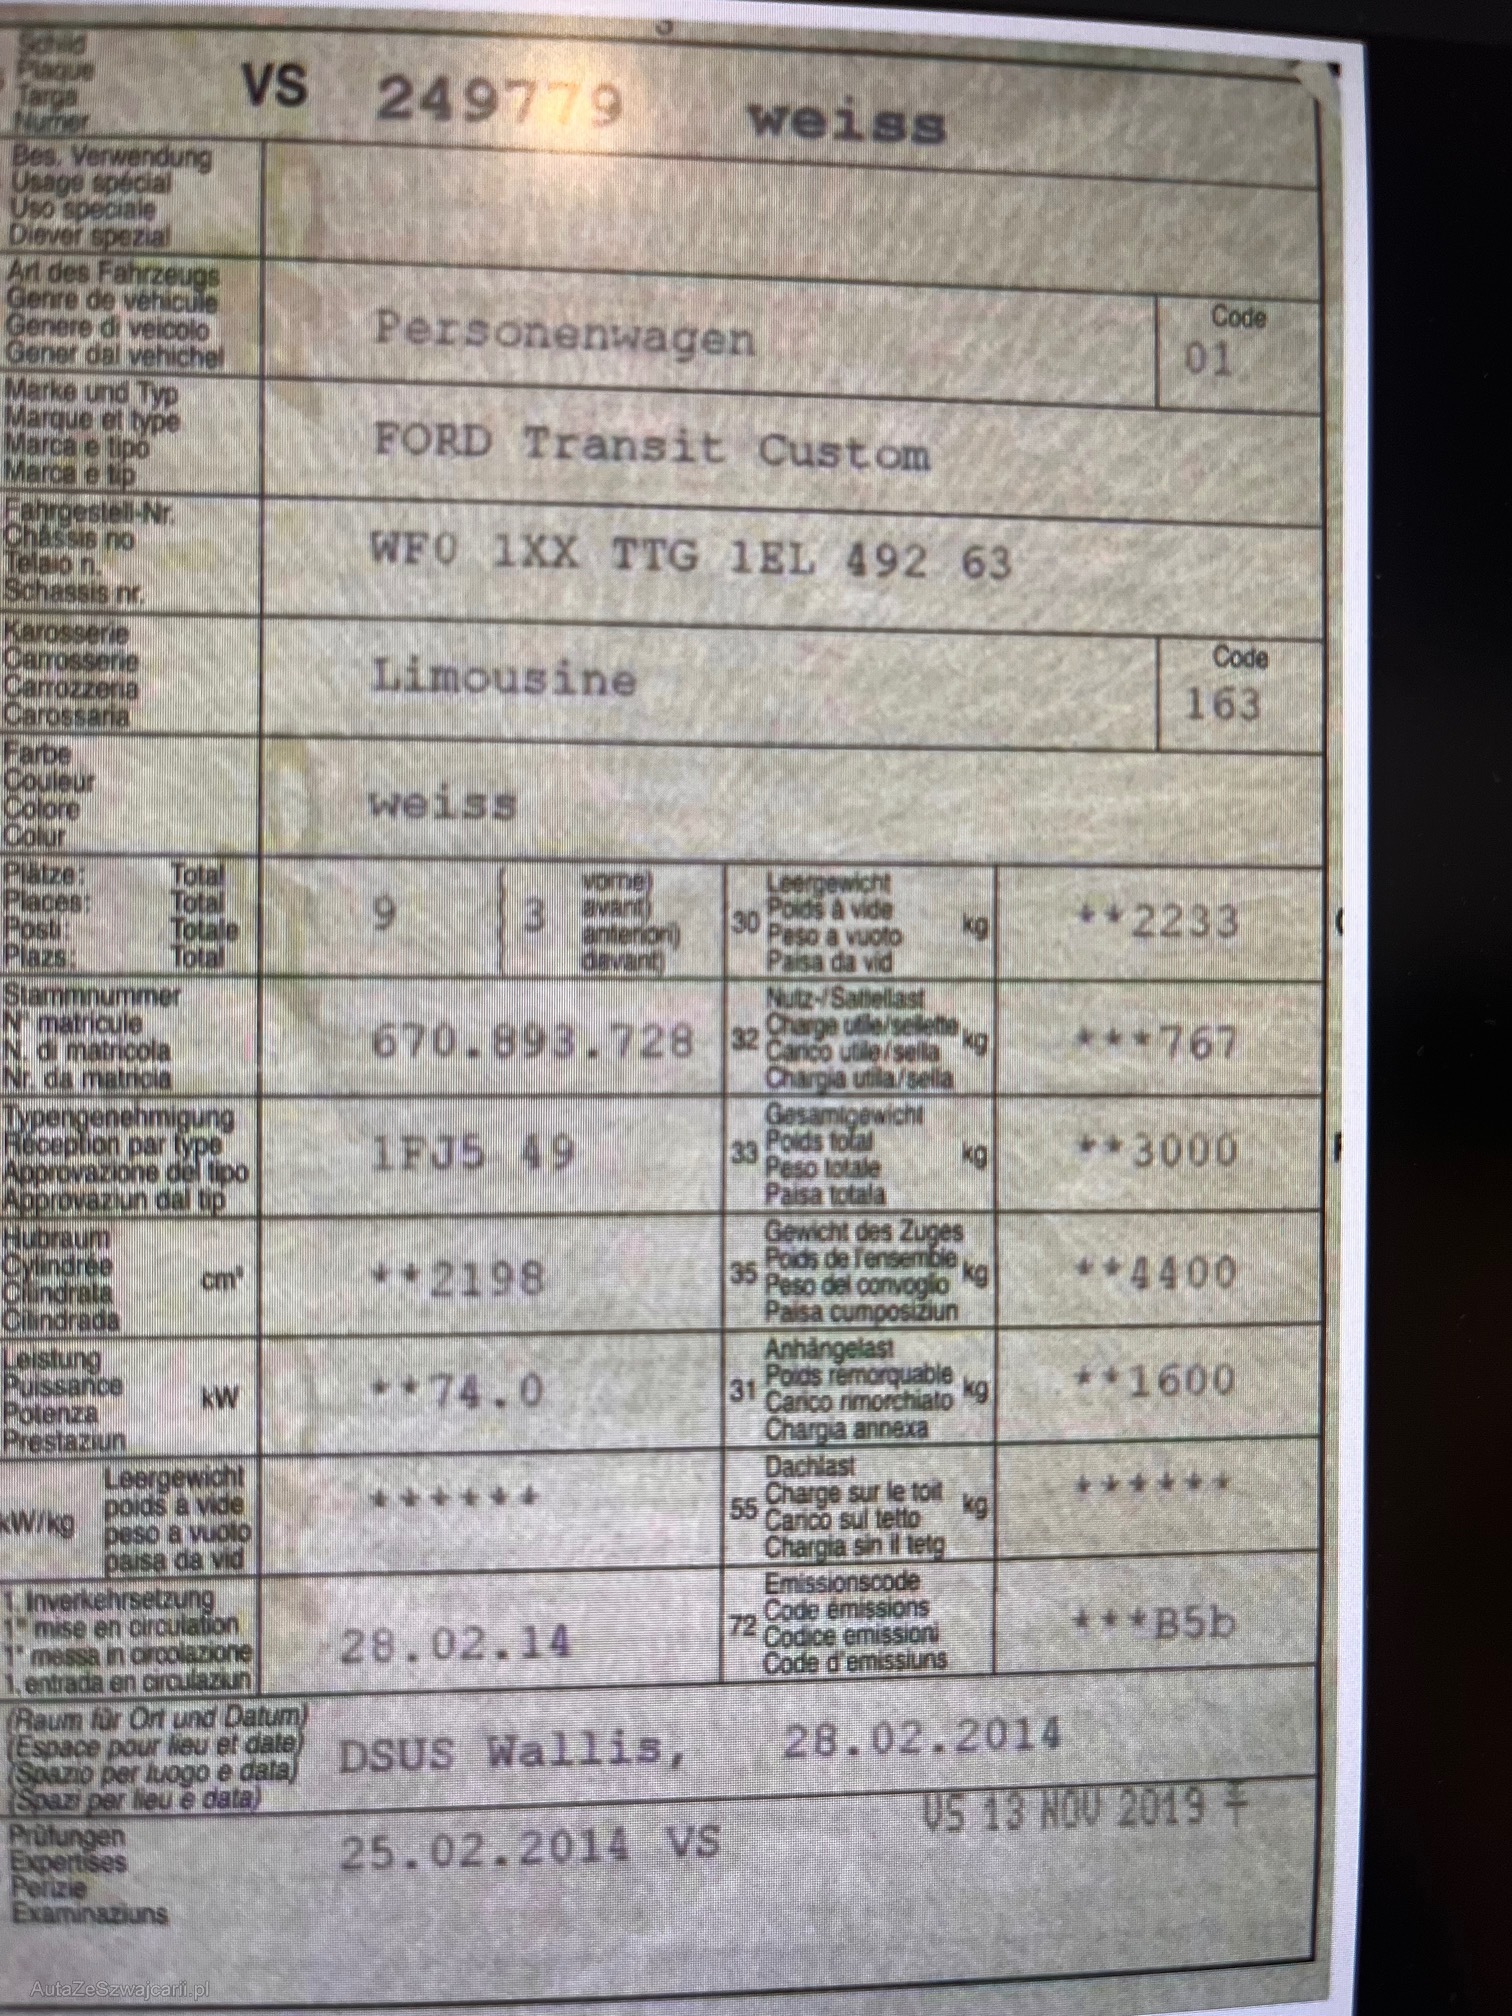 Schild
Plaque
Targa
Numer
VS 249779 weiss
Bes. Verwendung
Usage spécial
Uso speciale
Diever spezial
Art des Fahrzeugs
Genre de véhicule
Genere di veicolo
Gener dal vehichel
Personenwagen
Code
01
Marke und Typ
Marque et type
Marca e tipo
Marca e tip
FORD Transit Custom
Fahrgestell-Nr.
Châssis no
Telaio n.
Schassis nr.
WF0 1XX TTG 1EL 492 63
Karosserie
Carrosserie
Carrozzeria
Carossaria
Limousine
Code
163
Farbe
Couleur
Colore
Colur
weiss
Plätze: Total
Places: Total
Posti: Totale
Plazs: Total
9
3
vorne)
avant)
anteriori)
davant)
30
Leergewicht
Poids à vide
Peso a vuoto
Paisa da vid
kg
**2233
Stammnummer
N° matricule
N. di matricola
Nr. da matricla
670.893.728
32
Nutz-/Sattellast
Charge utile/sellette
Carico utile/sella
Chargia utila/sella
kg
***767
Typengenehmigung
Réception par type
Approvazione del tipo
Approvaziun dal tip
1FJ5 49
33
Gesamtgewicht
Poids total
Peso totale
Paisa totala
kg
**3000
Hubraum
Cylindrée
Cilindrata
Cilindrada
cm³
**2198
35
Gewicht des Zuges
Poids de l'ensemble
Peso del convoglio
Paisa cumposiziun
kg
**4400
Leistung
Puissance
Potenza
Prestaziun
kW
**74.0
31
Anhängelast
Poids remorquable
Carico rimorchiato
Chargia annexa
kg
**1600
kW/kg
Leergewicht
poids à vide
peso a vuoto
paisa da vid
******
55
Dachlast
Charge sur le toit
Carico sul tetto
Chargia sin il tetg
kg
******
1. Inverkehrsetzung
1re mise en circulation
1a messa in circolazione
1. entrada en circulaziun
28.02.14
72
Emissionscode
Code émissions
Codice emissioni
Code d'emissiuns
***B5b
(Raum für Ort und Datum)
(Espace pour lieu et date)
(Spazio per luogo e data)
(Spazi per lieu e data)
DSUS Wallis, 28.02.2014
Prüfungen
Expertises
Perizie
Examinaziuns
25.02.2014 VS
VS 13 NOV 2019
AutaZeSzwajcarii.pl